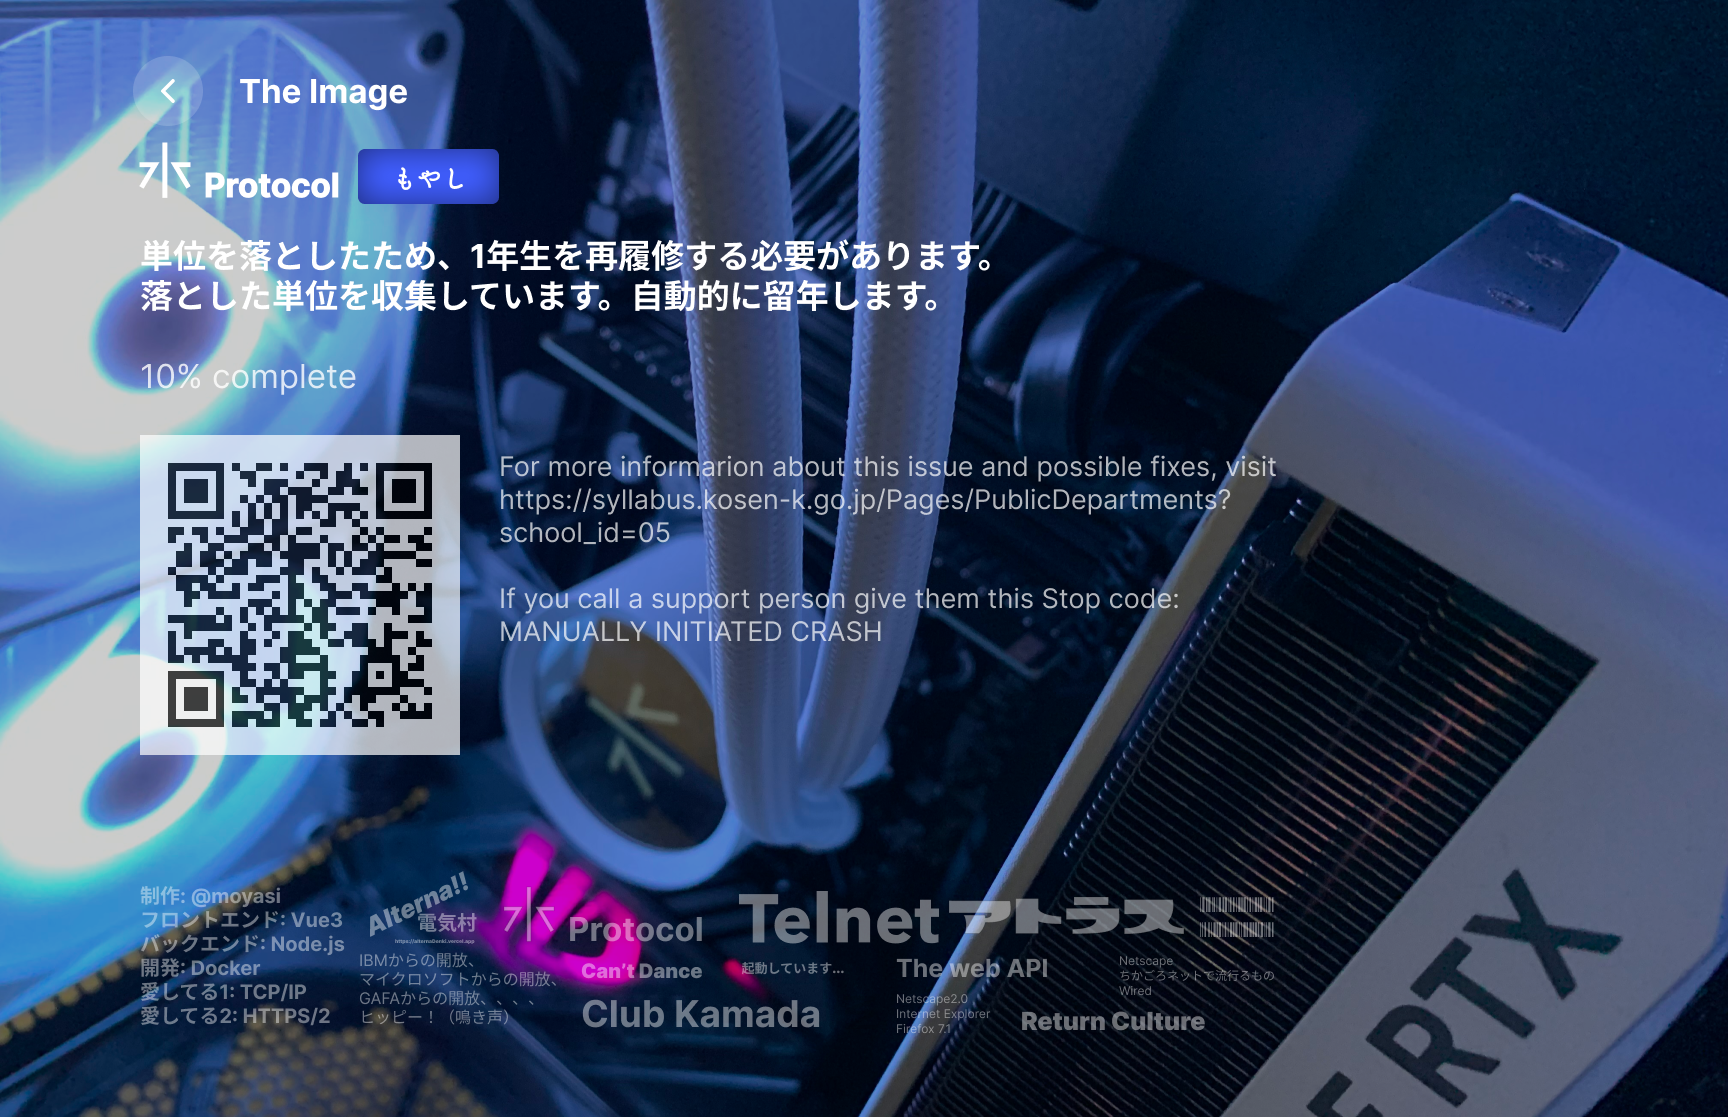 The Image
水 Protocol
もやし
単位を落としたため、1年生を再履修する必要があります。
落とした単位を収集しています。自動的に留年します。
10% complete
For more informarion about this issue and possible fixes, visit
https://syllabus.kosen-k.go.jp/Pages/PublicDepartments?
school_id=05
If you call a support person give them this Stop code:
MANUALLY INITIATED CRASH
制作: @moyasi
フロントエンド: Vue3
バックエンド: Node.js
開発: Docker
愛してる1: TCP/IP
愛してる2: HTTPS/2
Alterna!!
電気村
IBMからの開放、
マイクロソフトからの開放、
GAFAからの開放、、、、
ヒッピー！（鳴き声）
水 Protocol
Can't Dance
Club Kamada
Telnet
アトラス
起動しています...
The web API
Netscape2.0
Internet Explorer
Firefox 7.1
Netscape
ちかごろネットで流行るもの
WIred
Return Culture
水
RTX